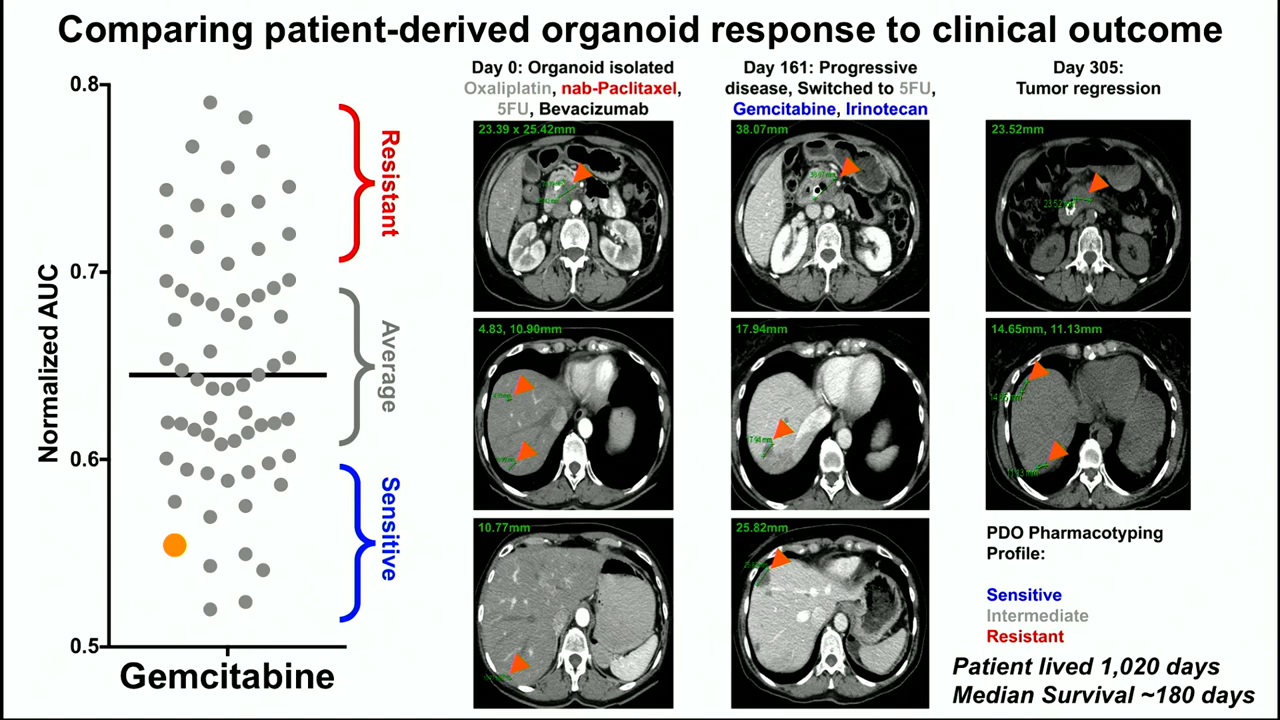 Comparing patient-derived organoid response to clinical outcome
0.8
0.7
0.6
0.5
Normalized AUC
Gemcitabine
Resistant
Average
Sensitive
Day 0: Organoid isolated
Oxaliplatin, nab-Paclitaxel,
5FU, Bevacizumab
23.39 x 25.42mm
4.83, 10.90mm
10.77mm
Day 161: Progressive
disease, Switched to 5FU,
Gemcitabine, Irinotecan
38.07mm
17.94mm
25.82mm
Day 305:
Tumor regression
23.52mm
14.65mm, 11.13mm
PDO Pharmacotyping
Profile:
Sensitive
Intermediate
Resistant
Patient lived 1,020 days
Median Survival ~180 days